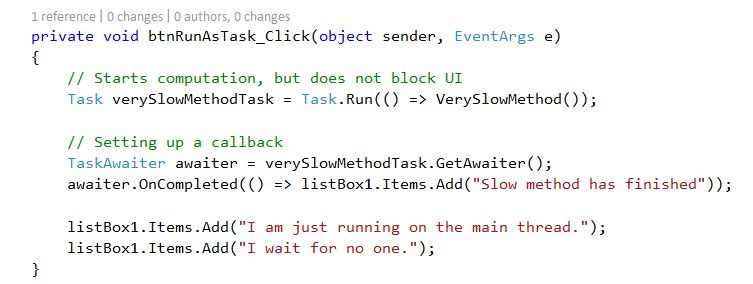 1 reference | 0 changes | 0 authors, 0 changes
private void btnRunAsTask_Click(object sender, EventArgs e)
{
    // Starts computation, but does not block UI
    Task verySlowMethodTask = Task.Run(() => VerySlowMethod());

    // Setting up a callback
    TaskAwaiter awaiter = verySlowMethodTask.GetAwaiter();
    awaiter.OnCompleted(() => listBox1.Items.Add("Slow method has finished"));

    listBox1.Items.Add("I am just running on the main thread.");
    listBox1.Items.Add("I wait for no one.");
}